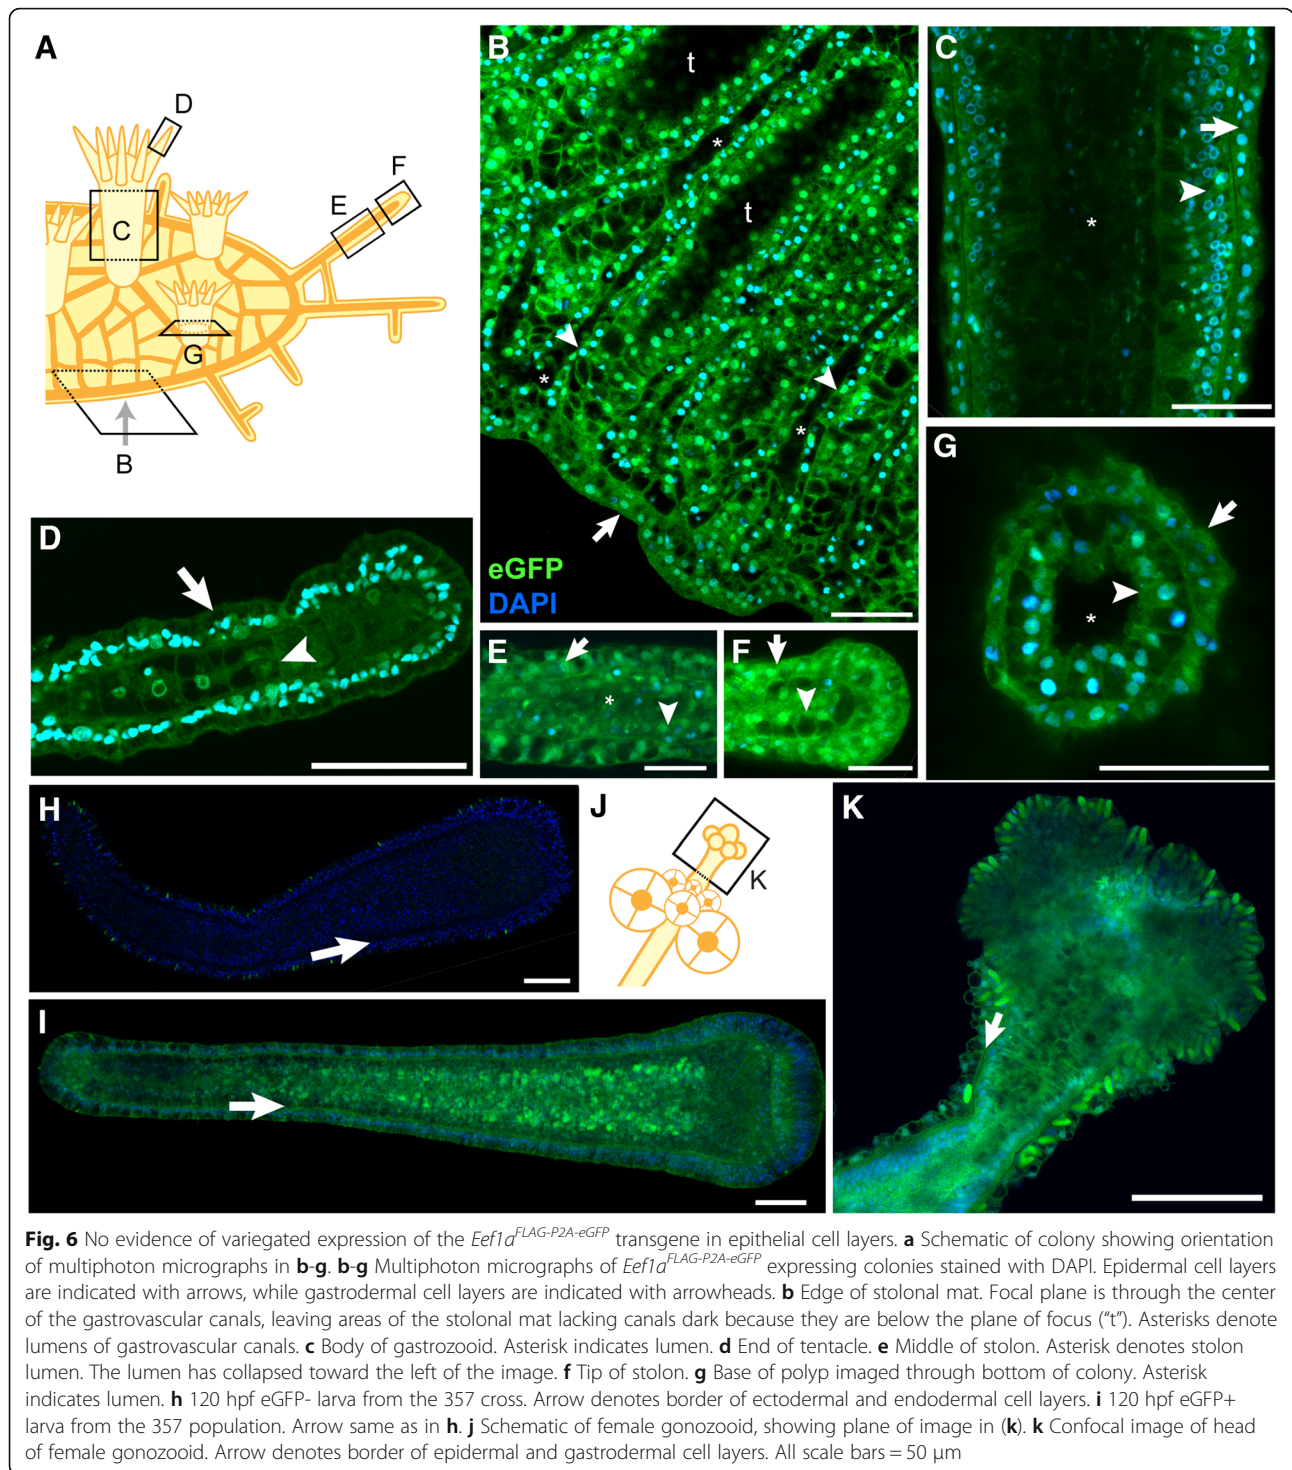 A
D
F
E
C
G
B
B
t
*
t
*
*
eGFP
DAPI
C
*
D
E
*
F
G
*
H
I
J
K
K
Fig. 6 No evidence of variegated expression of the Eef1a^FLAG-P2A-eGFP transgene in epithelial cell layers. a Schematic of colony showing orientation
of multiphoton micrographs in b-g. b-g Multiphoton micrographs of Eef1a^FLAG-P2A-eGFP expressing colonies stained with DAPI. Epidermal cell layers
are indicated with arrows, while gastrodermal cell layers are indicated with arrowheads. b Edge of stolonal mat. Focal plane is through the center
of the gastrovascular canals, leaving areas of the stolonal mat lacking canals dark because they are below the plane of focus (“t”). Asterisks denote
lumens of gastrovascular canals. c Body of gastrozooid. Asterisk indicates lumen. d End of tentacle. e Middle of stolon. Asterisk denotes stolon
lumen. The lumen has collapsed toward the left of the image. f Tip of stolon. g Base of polyp imaged through bottom of colony. Asterisk
indicates lumen. h 120 hpf eGFP- larva from the 357 cross. Arrow denotes border of ectodermal and endodermal cell layers. i 120 hpf eGFP+
larva from the 357 population. Arrow same as in h. j Schematic of female gonozooid, showing plane of image in (k). k Confocal image of head
of female gonozooid. Arrow denotes border of epidermal and gastrodermal cell layers. All scale bars = 50 μm